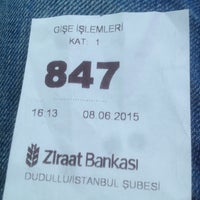 GİŞE İŞLEMLERİ
KAT: 1
847
16:13 08.06.2015
Ziraat Bankası
DUDULLU/İSTANBUL ŞUBESİ